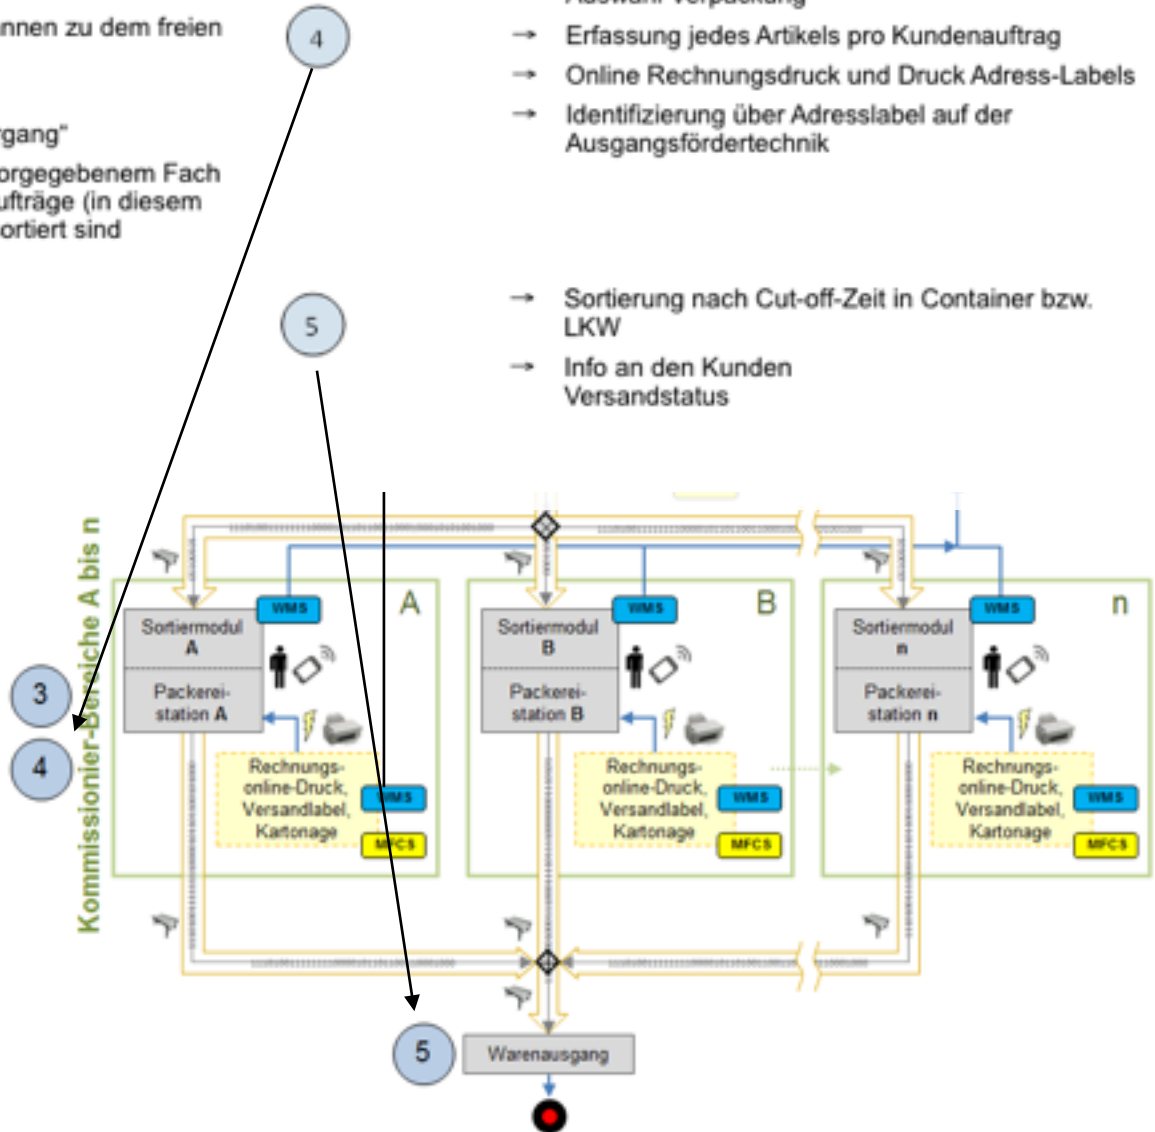 annen zu dem freien
rgang"
orgegebenem Fach
ufträge (in diesem
ortiert sind
4
Auswahl Verpackung
→ Erfassung jedes Artikels pro Kundenauftrag
→ Online Rechnungsdruck und Druck Adress-Labels
→ Identifizierung über Adresslabel auf der
Ausgangsfördertechnik
5
→ Sortierung nach Cut-off-Zeit in Container bzw.
LKW
→ Info an den Kunden
Versandstatus
Kommissionier-Bereiche A bis n
3
4
A
WMS
Sortiermodul
A
Packerei-
station A
Rechnungs-
online-Druck,
Versandlabel,
Kartonage
WMS
MFCS
B
WMS
Sortiermodul
B
Packerei-
station B
Rechnungs-
online-Druck,
Versandlabel,
Kartonage
WMS
MFCS
n
WMS
Sortiermodul
n
Packerei-
station n
Rechnungs-
online-Druck,
Versandlabel,
Kartonage
WMS
MFCS
5
Warenausgang